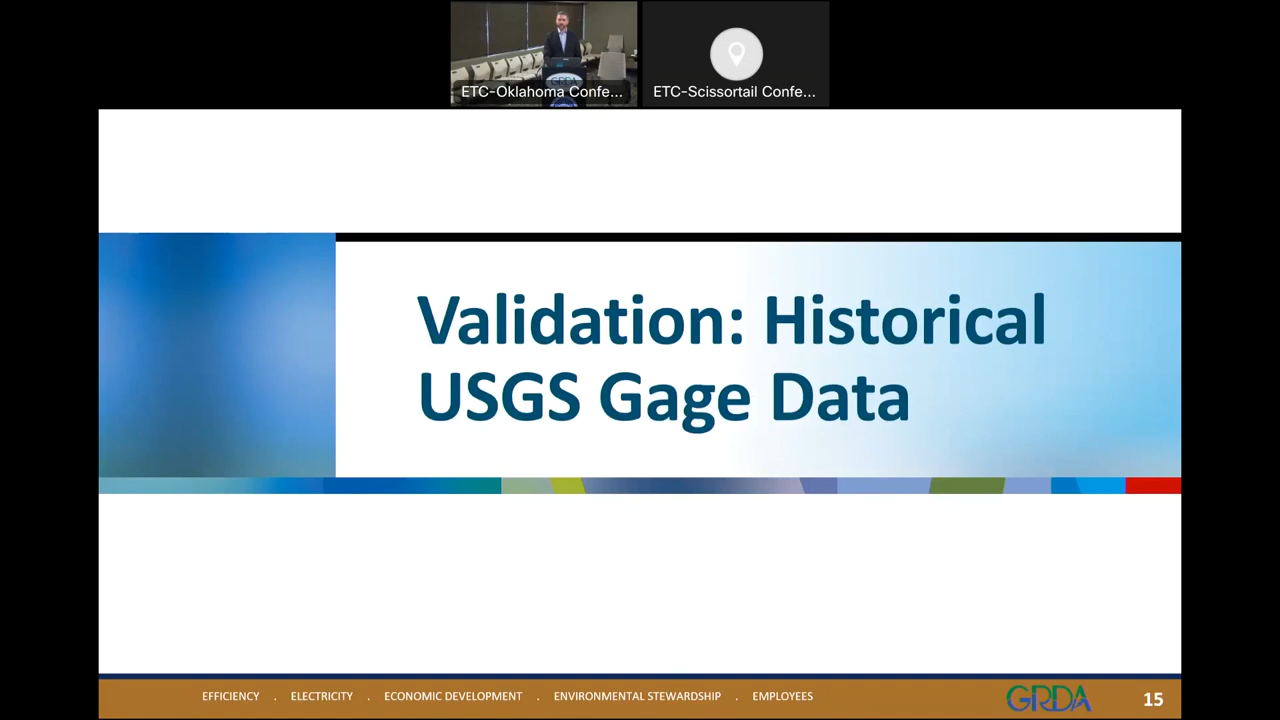 ETC-Oklahoma Confe...
ETC-Scissortail Confe...
GRDA
Validation: Historical
USGS Gage Data
EFFICIENCY . ELECTRICITY . ECONOMIC DEVELOPMENT . ENVIRONMENTAL STEWARDSHIP . EMPLOYEES
GRDA
15